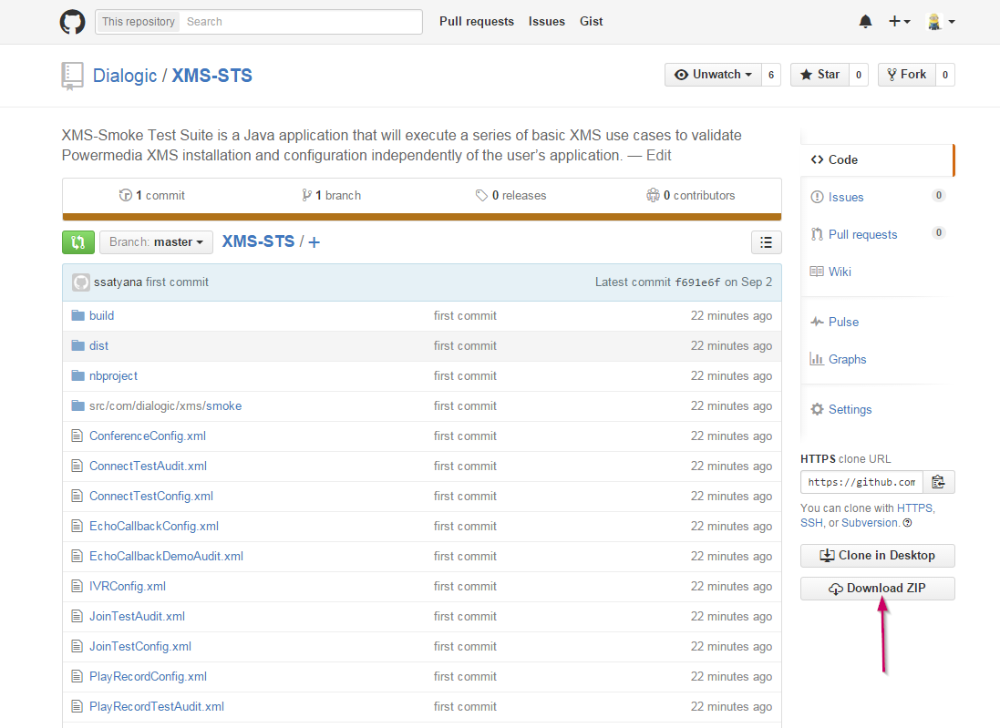 This repository Search Pull requests Issues Gist
Dialogic / XMS-STS Unwatch 6 Star 0 Fork 0
XMS-Smoke Test Suite is a Java application that will execute a series of basic XMS use cases to validate
Powermedia XMS installation and configuration independently of the user's application. — Edit
1 commit 1 branch 0 releases 0 contributors
Branch: master XMS-STS / +
ssatyana first commit Latest commit f691e6f on Sep 2
build first commit 22 minutes ago
dist first commit 22 minutes ago
nbproject first commit 22 minutes ago
src/com/dialogic/xms/smoke first commit 22 minutes ago
ConferenceConfig.xml first commit 22 minutes ago
ConnectTestAudit.xml first commit 22 minutes ago
ConnectTestConfig.xml first commit 22 minutes ago
EchoCallbackConfig.xml first commit 22 minutes ago
EchoCallbackDemoAudit.xml first commit 22 minutes ago
IVRConfig.xml first commit 22 minutes ago
JoinTestAudit.xml first commit 22 minutes ago
JoinTestConfig.xml first commit 22 minutes ago
PlayRecordConfig.xml first commit 22 minutes ago
PlayRecordTestAudit.xml first commit 22 minutes ago
Code
Issues 0
Pull requests 0
Wiki
Pulse
Graphs
Settings
HTTPS clone URL
https://github.com
You can clone with HTTPS,
SSH, or Subversion.
Clone in Desktop
Download ZIP